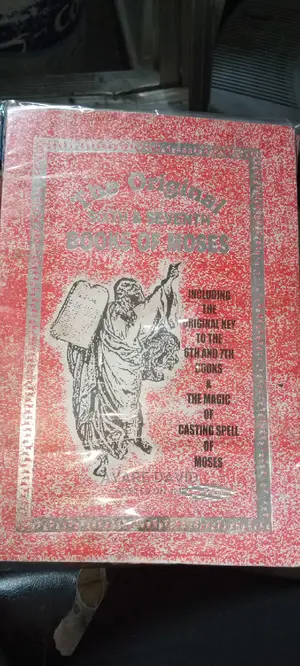 The Original
SIXTH & SEVENTH
BOOKS OF MOSES
INCLUDING
THE
ORIGINAL KEY
TO THE
6TH AND 7TH
BOOKS
&
THE MAGIC
OF
CASTING SPELL
OF
MOSES